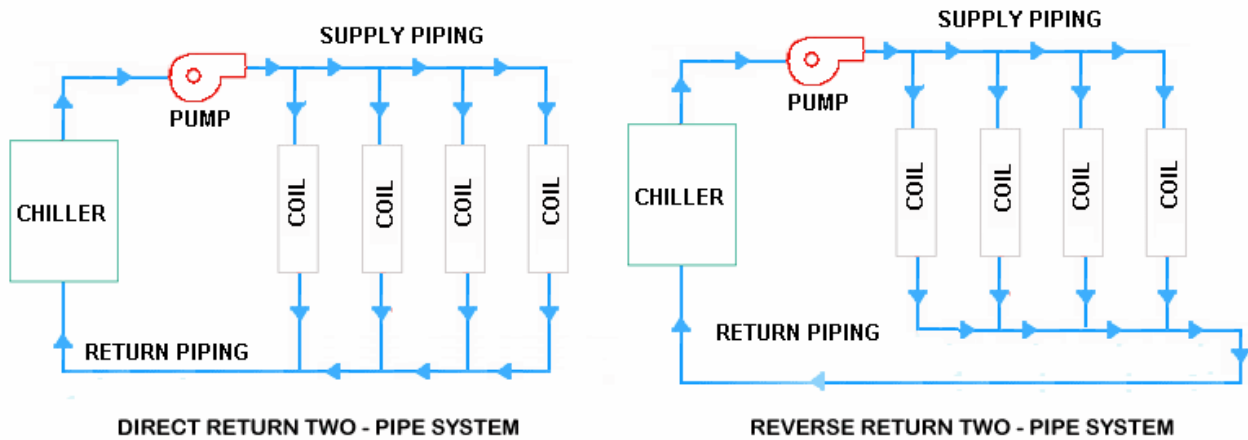 SUPPLY PIPING
PUMP
CHILLER
COIL
COIL
COIL
COIL
RETURN PIPING
DIRECT RETURN TWO - PIPE SYSTEM
SUPPLY PIPING
PUMP
CHILLER
COIL
COIL
COIL
COIL
RETURN PIPING
REVERSE RETURN TWO - PIPE SYSTEM